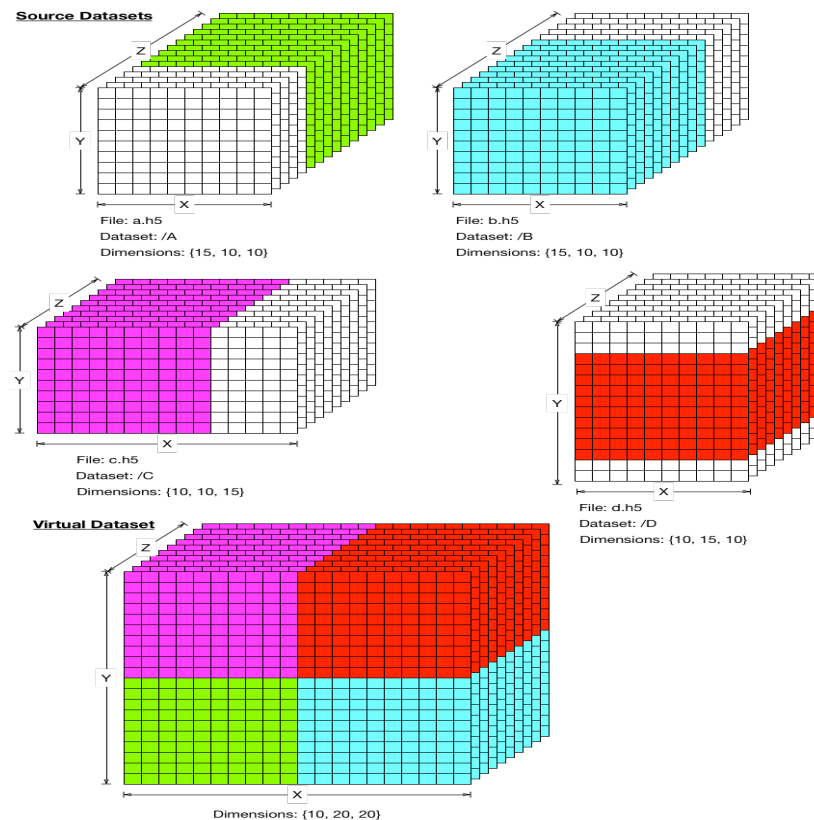 Source Datasets
Z
Y
X
File: a.h5
Dataset: /A
Dimensions: {15, 10, 10}
Z
Y
X
File: b.h5
Dataset: /B
Dimensions: {15, 10, 10}
Z
Y
X
File: c.h5
Dataset: /C
Dimensions: {10, 10, 15}
Z
Y
X
File: d.h5
Dataset: /D
Dimensions: {10, 15, 10}
Virtual Dataset
Z
Y
X
Dimensions: {10, 20, 20}